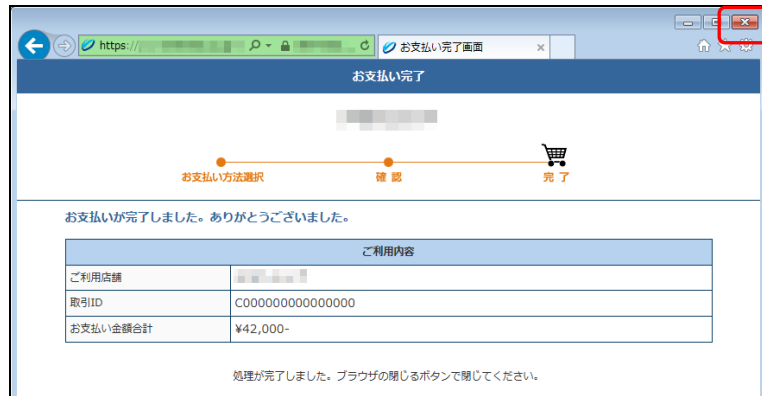 https://
お支払い完了画面
お支払い完了
お支払い方法選択
確 認
完 了
お支払いが完了しました。ありがとうございました。
ご利用内容
ご利用店舗
取引ID C000000000000000
お支払い金額合計 ¥42,000-
処理が完了しました。ブラウザの閉じるボタンで閉じてください。